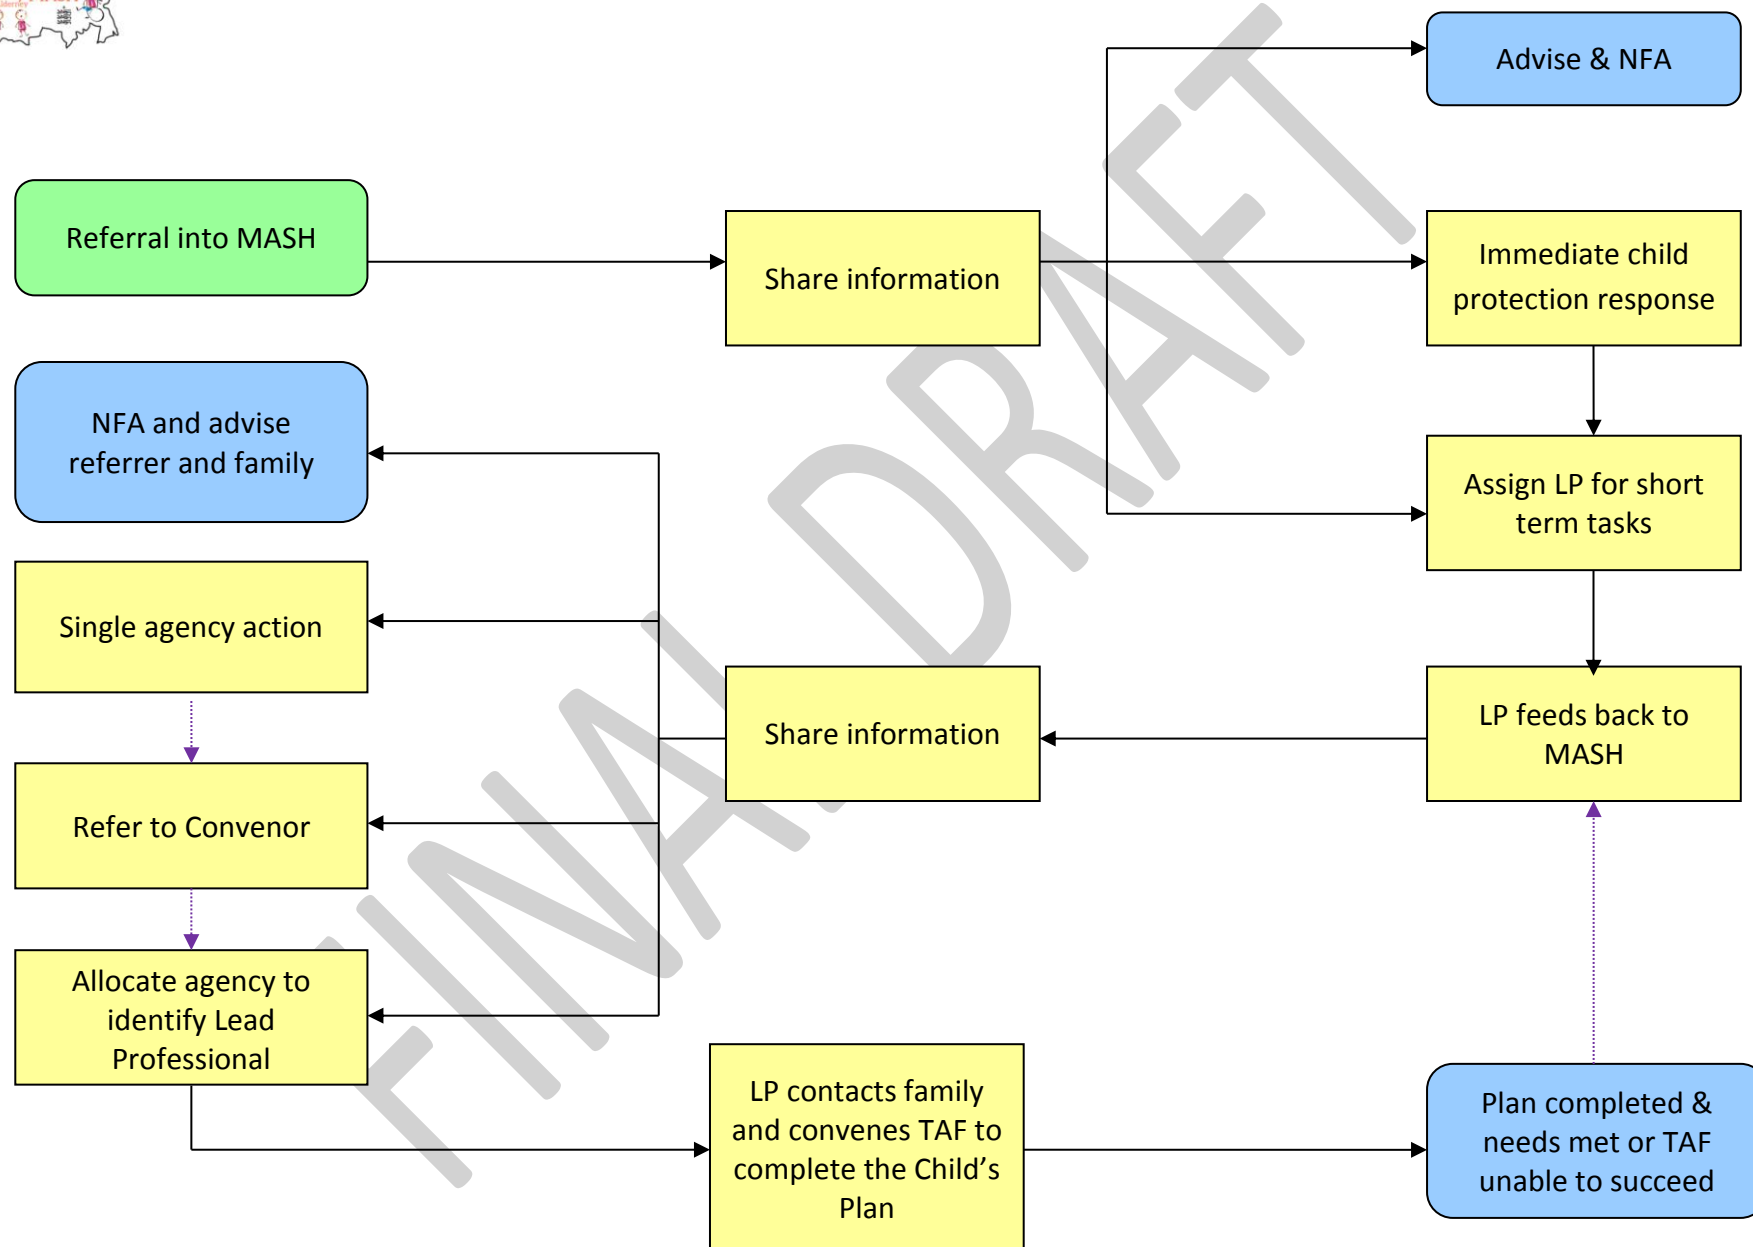 Alderney
Advise & NFA
Referral into MASH
Share information
Immediate child
protection response
NFA and advise
referrer and family
Assign LP for short
term tasks
Single agency action
Share information
LP feeds back to
MASH
Refer to Convenor
Allocate agency to
identify Lead
Professional
LP contacts family
and convenes TAF to
complete the Child’s
Plan
Plan completed &
needs met or TAF
unable to succeed
FINAL DRAFT